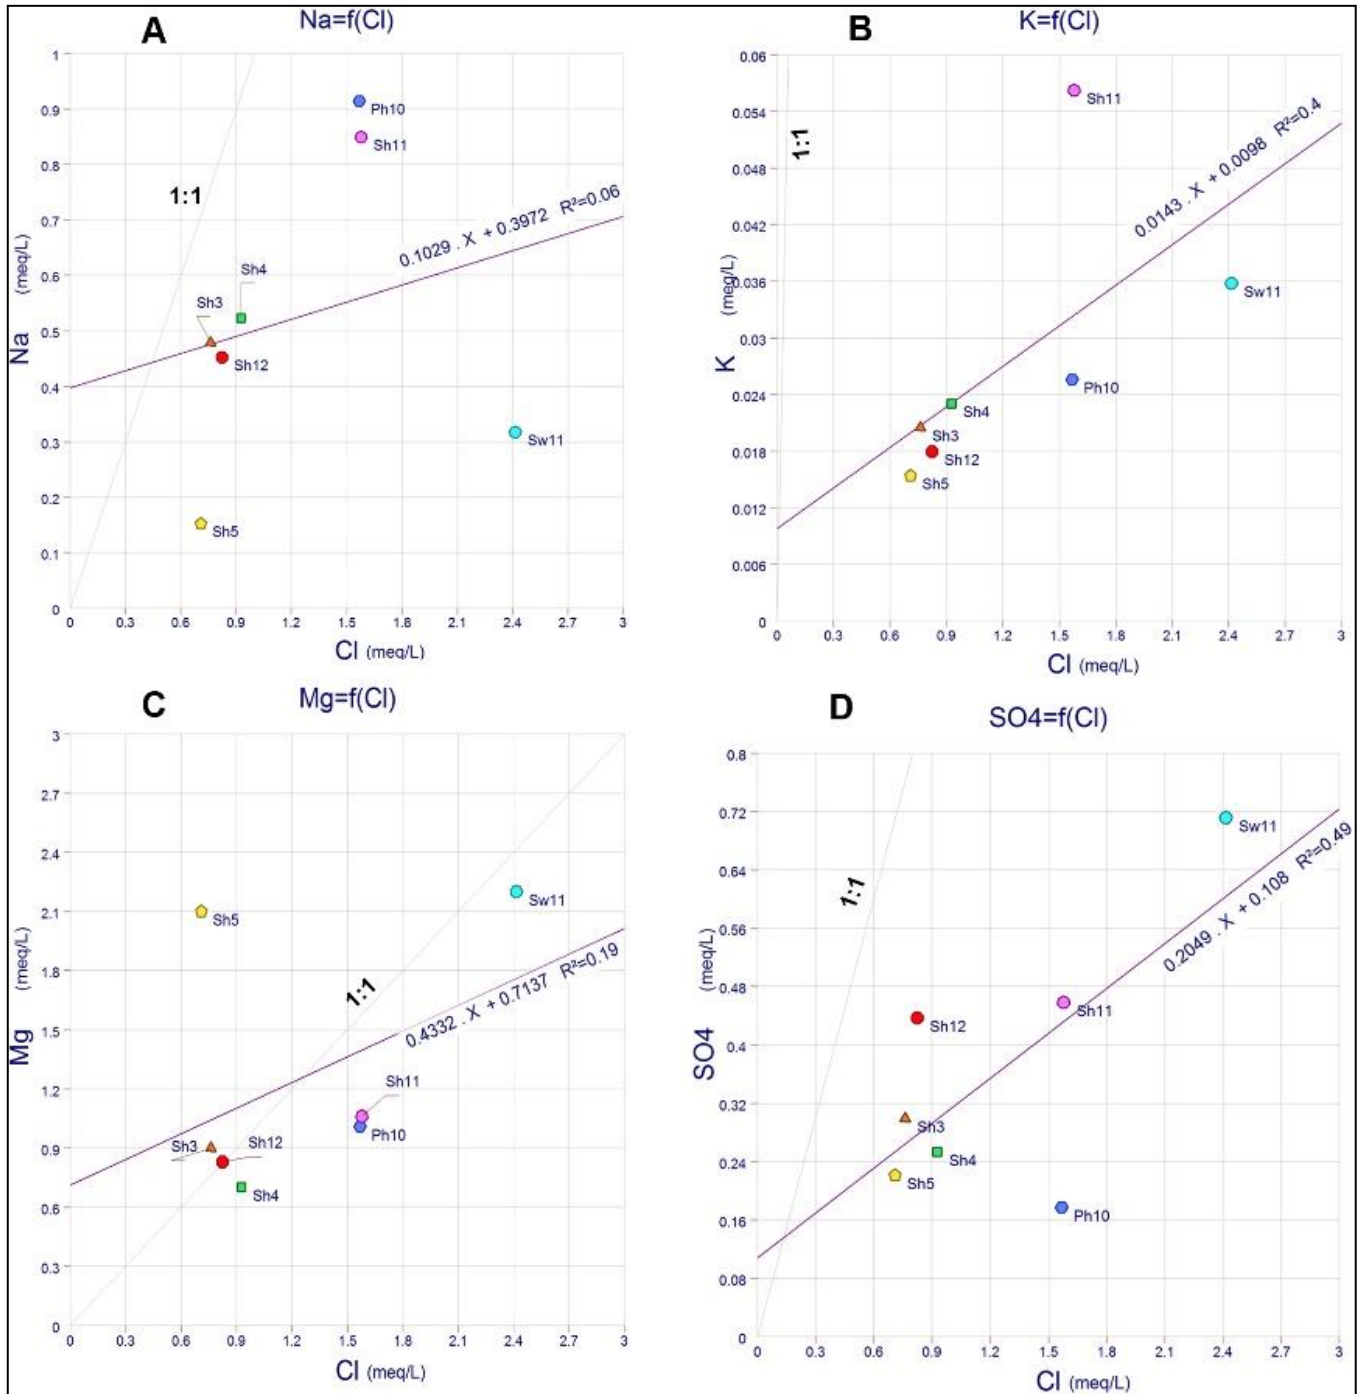 A
Na=f(Cl)
1
0.9
0.8
0.7
0.6
0.5
0.4
0.3
0.2
0.1
0
Na (meq/L)
1:1
Ph10
Sh11
0.1029 . X + 0.3972 R²=0.06
Sh4
Sh3
Sh12
Sw11
Sh5
0 0.3 0.6 0.9 1.2 1.5 1.8 2.1 2.4 2.7 3
Cl (meq/L)
B
K=f(Cl)
0.06
0.054
0.048
0.042
0.036
0.03
0.024
0.018
0.012
0.006
0
K (meq/L)
1:1
Sh11
0.0143 . X + 0.0098 R²=0.4
Sw11
Ph10
Sh4
Sh3
Sh12
Sh5
0 0.3 0.6 0.9 1.2 1.5 1.8 2.1 2.4 2.7 3
Cl (meq/L)
C
Mg=f(Cl)
3
2.7
2.4
2.1
1.8
1.5
1.2
0.9
0.6
0.3
0
Mg (meq/L)
Sh5
Sw11
1:1
0.4332 . X + 0.7137 R²=0.19
Sh11
Ph10
Sh3
Sh12
Sh4
0 0.3 0.6 0.9 1.2 1.5 1.8 2.1 2.4 2.7 3
Cl (meq/L)
D
SO4=f(Cl)
0.8
0.72
0.64
0.56
0.48
0.4
0.32
0.24
0.16
0.08
0
SO4 (meq/L)
1:1
Sw11
0.2049 . X + 0.108 R²=0.49
Sh11
Sh12
Sh3
Sh4
Sh5
Ph10
0 0.3 0.6 0.9 1.2 1.5 1.8 2.1 2.4 2.7 3
Cl (meq/L)